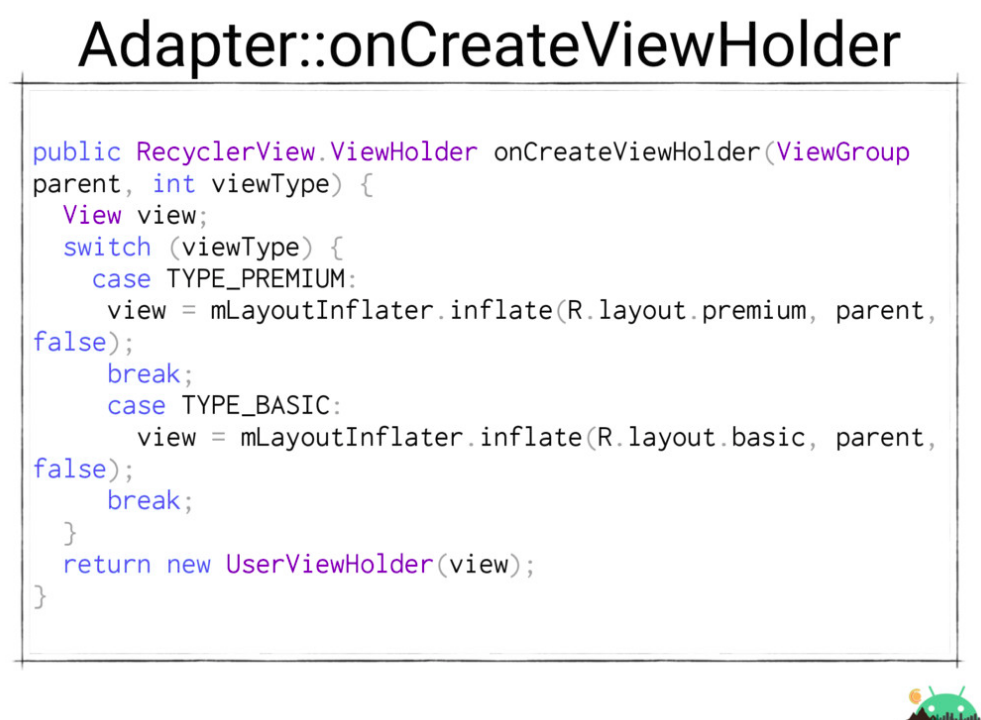 Adapter::onCreateViewHolder
public RecyclerView.ViewHolder onCreateViewHolder(ViewGroup
parent, int viewType) {
View view;
switch (viewType) {
case TYPE_PREMIUM:
view = mLayoutInflater.inflate(R.layout.premium, parent,
false);
break;
case TYPE_BASIC:
view = mLayoutInflater.inflate(R.layout.basic, parent,
false);
break;
}
return new UserViewHolder(view);
}